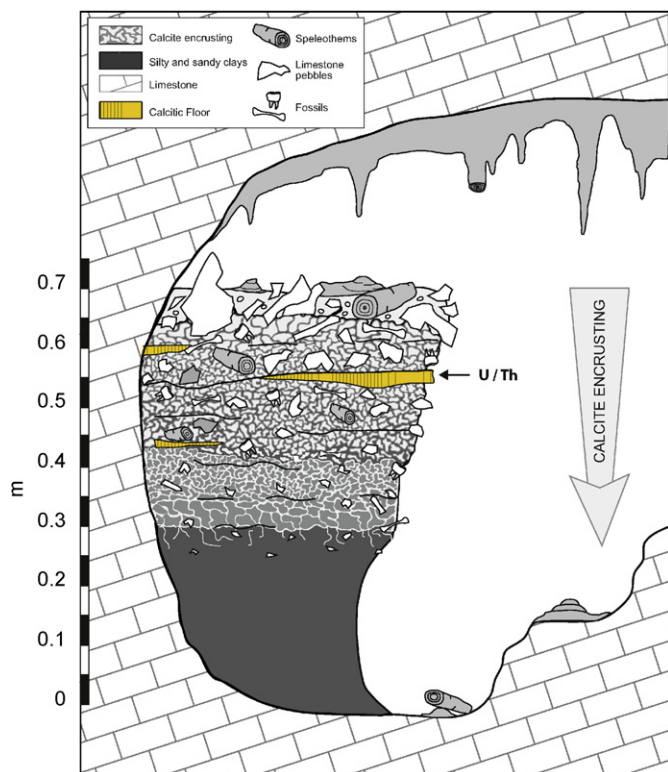 Calcite encrusting
Silty and sandy clays
Limestone
Calcitic Floor
Speleothems
Limestone
pebbles
Fossils
0.7
0.6
0.5
0.4
0.3
0.2
0.1
0
m
U / Th
CALCITE ENCRUSTING